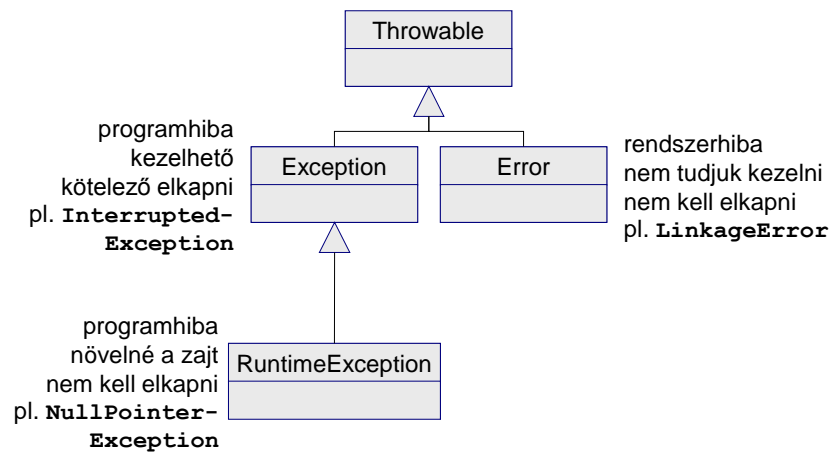 Throwable
programhiba
kezelhető
kötelező elkapni
pl. Interrupted-
Exception
Exception
Error
rendszerhiba
nem tudjuk kezelni
nem kell elkapni
pl. LinkageError
programhiba
növelné a zajt
nem kell elkapni
pl. NullPointer-
Exception
RuntimeException